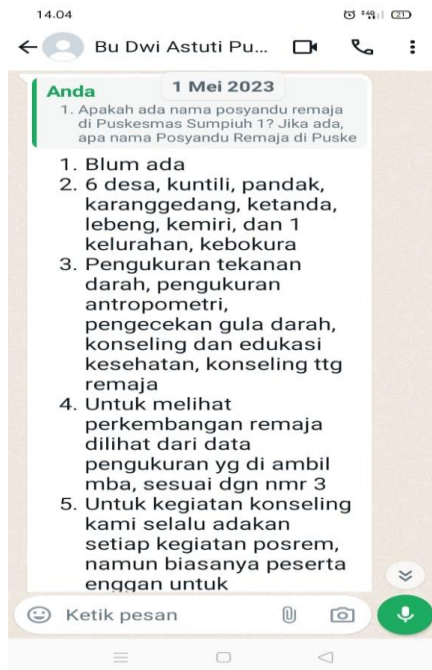 14.04
21
Bu Dwi Astuti Pu...
1 Mei 2023
Anda
1. Apakah ada nama posyandu remaja
di Puskesmas Sumpiuh 1? Jika ada,
apa nama Posyandu Remaja di Puske
1. Blum ada
2. 6 desa, kuntili, pandak,
karanggedang, ketanda,
lebeng, kemiri, dan 1
kelurahan, kebokura
3. Pengukuran tekanan
darah, pengukuran
antropometri,
pengecekan gula darah,
konseling dan edukasi
kesehatan, konseling ttg
remaja
4. Untuk melihat
perkembangan remaja
dilihat dari data
pengukuran yg di ambil
mba, sesuai dgn nmr 3
5. Untuk kegiatan konseling
kami selalu adakan
setiap kegiatan posrem,
namun biasanya peserta
enggan untuk
Ketik pesan